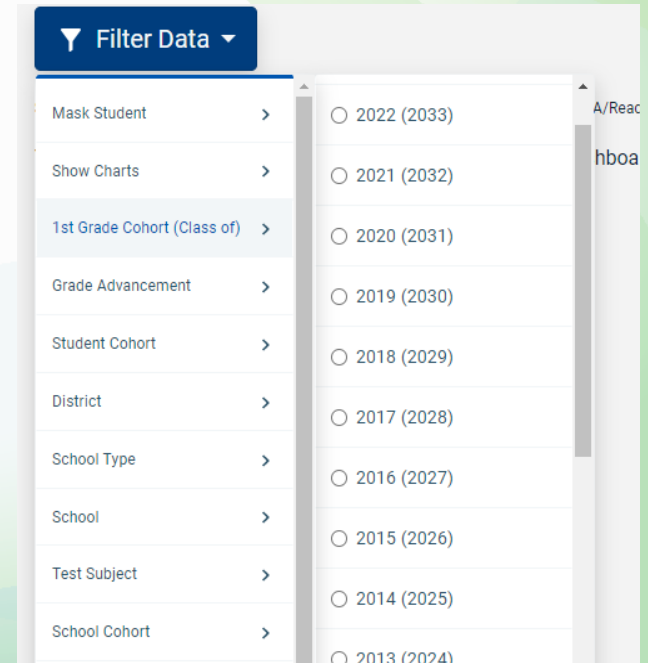 Filter Data
Mask Student
Show Charts
1st Grade Cohort (Class of)
Grade Advancement
Student Cohort
District
School Type
School
Test Subject
School Cohort
2022 (2033)
2021 (2032)
2020 (2031)
2019 (2030)
2018 (2029)
2017 (2028)
2016 (2027)
2015 (2026)
2014 (2025)
2013 (2024)
A/Read
hboa